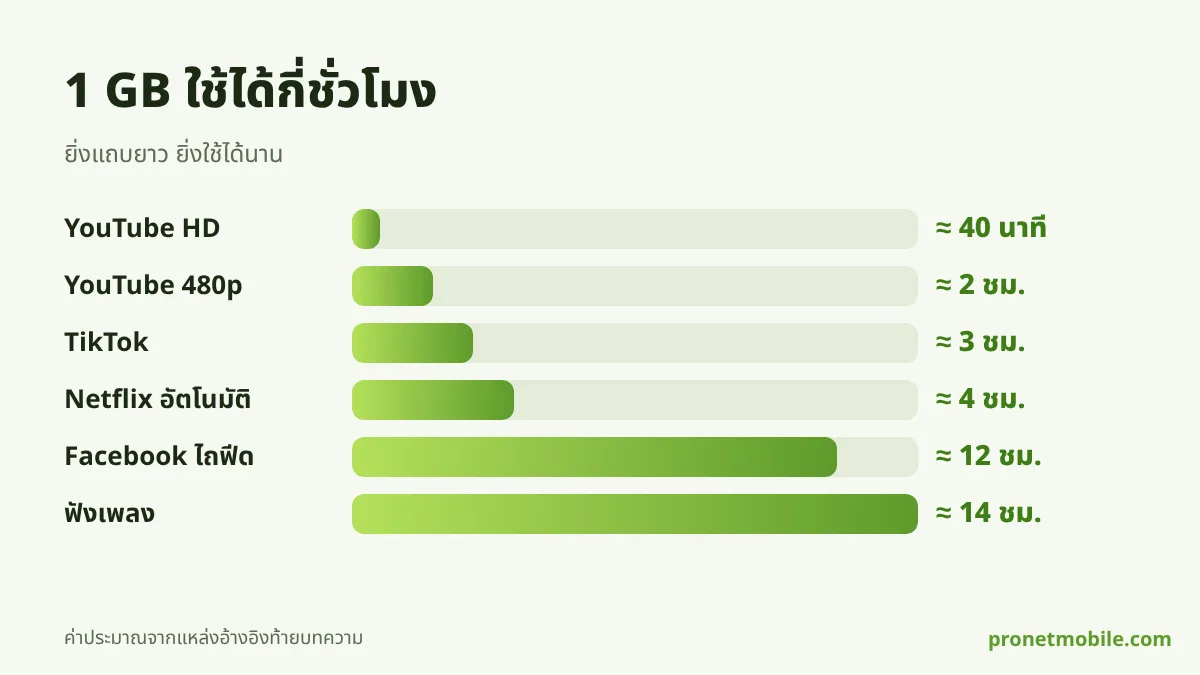 1 GB ใช้ได้กี่ชั่วโมง
ยิ่งแถบยาว ยิ่งใช้ได้นาน
YouTube HD ≈ 40 นาที
YouTube 480p ≈ 2 ชม.
TikTok ≈ 3 ชม.
Netflix อัตโนมัติ ≈ 4 ชม.
Facebook ไถฟีด ≈ 12 ชม.
ฟังเพลง ≈ 14 ชม.
ค่าประมาณจากแหล่งอ้างอิงท้ายบทความ
pronetmobile.com